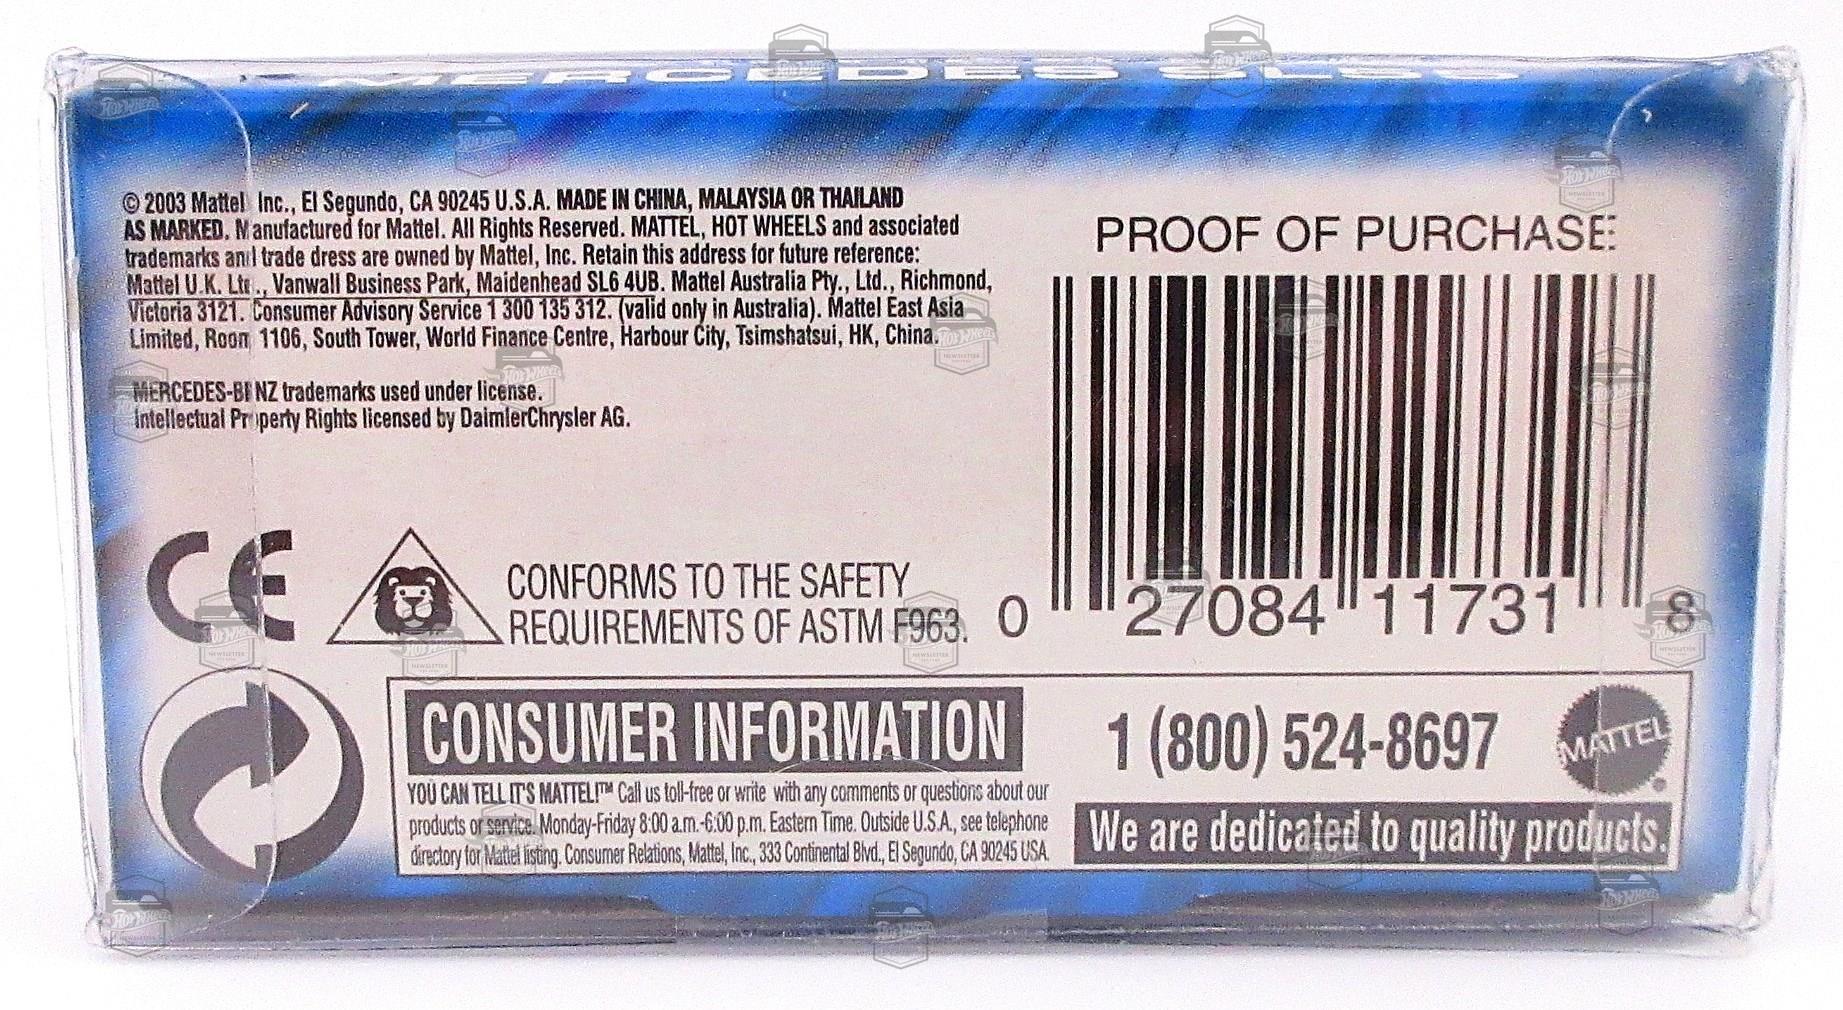 MERCEDES
© 2003 Mattel, Inc., El Segundo, CA 90245 U.S.A. MADE IN CHINA, MALAYSIA OR THAILAND
AS MARKED. Manufactured for Mattel. All Rights Reserved. MATTEL, HOT WHEELS and associated
trademarks and trade dress are owned by Mattel, Inc. Retain this address for future reference:
Mattel U.K. Ltd., Vanwall Business Park, Maidenhead SL6 4UB. Mattel Australia Pty., Ltd., Richmond,
Victoria 3121. Consumer Advisory Service 1 300 135 312. (valid only in Australia). Mattel East Asia
Limited, Room 1106, South Tower, World Finance Centre, Harbour City, Tsimshatsui, HK, China.
MERCEDES-BENZ trademarks used under license.
Intellectual Property Rights licensed by DaimlerChrysler AG.
PROOF OF PURCHASE:
0 27084 11731 8
CE
CONFORMS TO THE SAFETY
REQUIREMENTS OF ASTM F963.
CONSUMER INFORMATION
YOU CAN TELL IT'S MATTEL!™ Call us toll-free or write with any comments or questions about our
products or service. Monday-Friday 8:00 a.m.-6:00 p.m. Eastern Time. Outside U.S.A., see telephone
directory for Mattel listing. Consumer Relations, Mattel, Inc., 333 Continental Blvd., El Segundo, CA 90245 USA.
1 (800) 524-8697
MATTEL
We are dedicated to quality products.